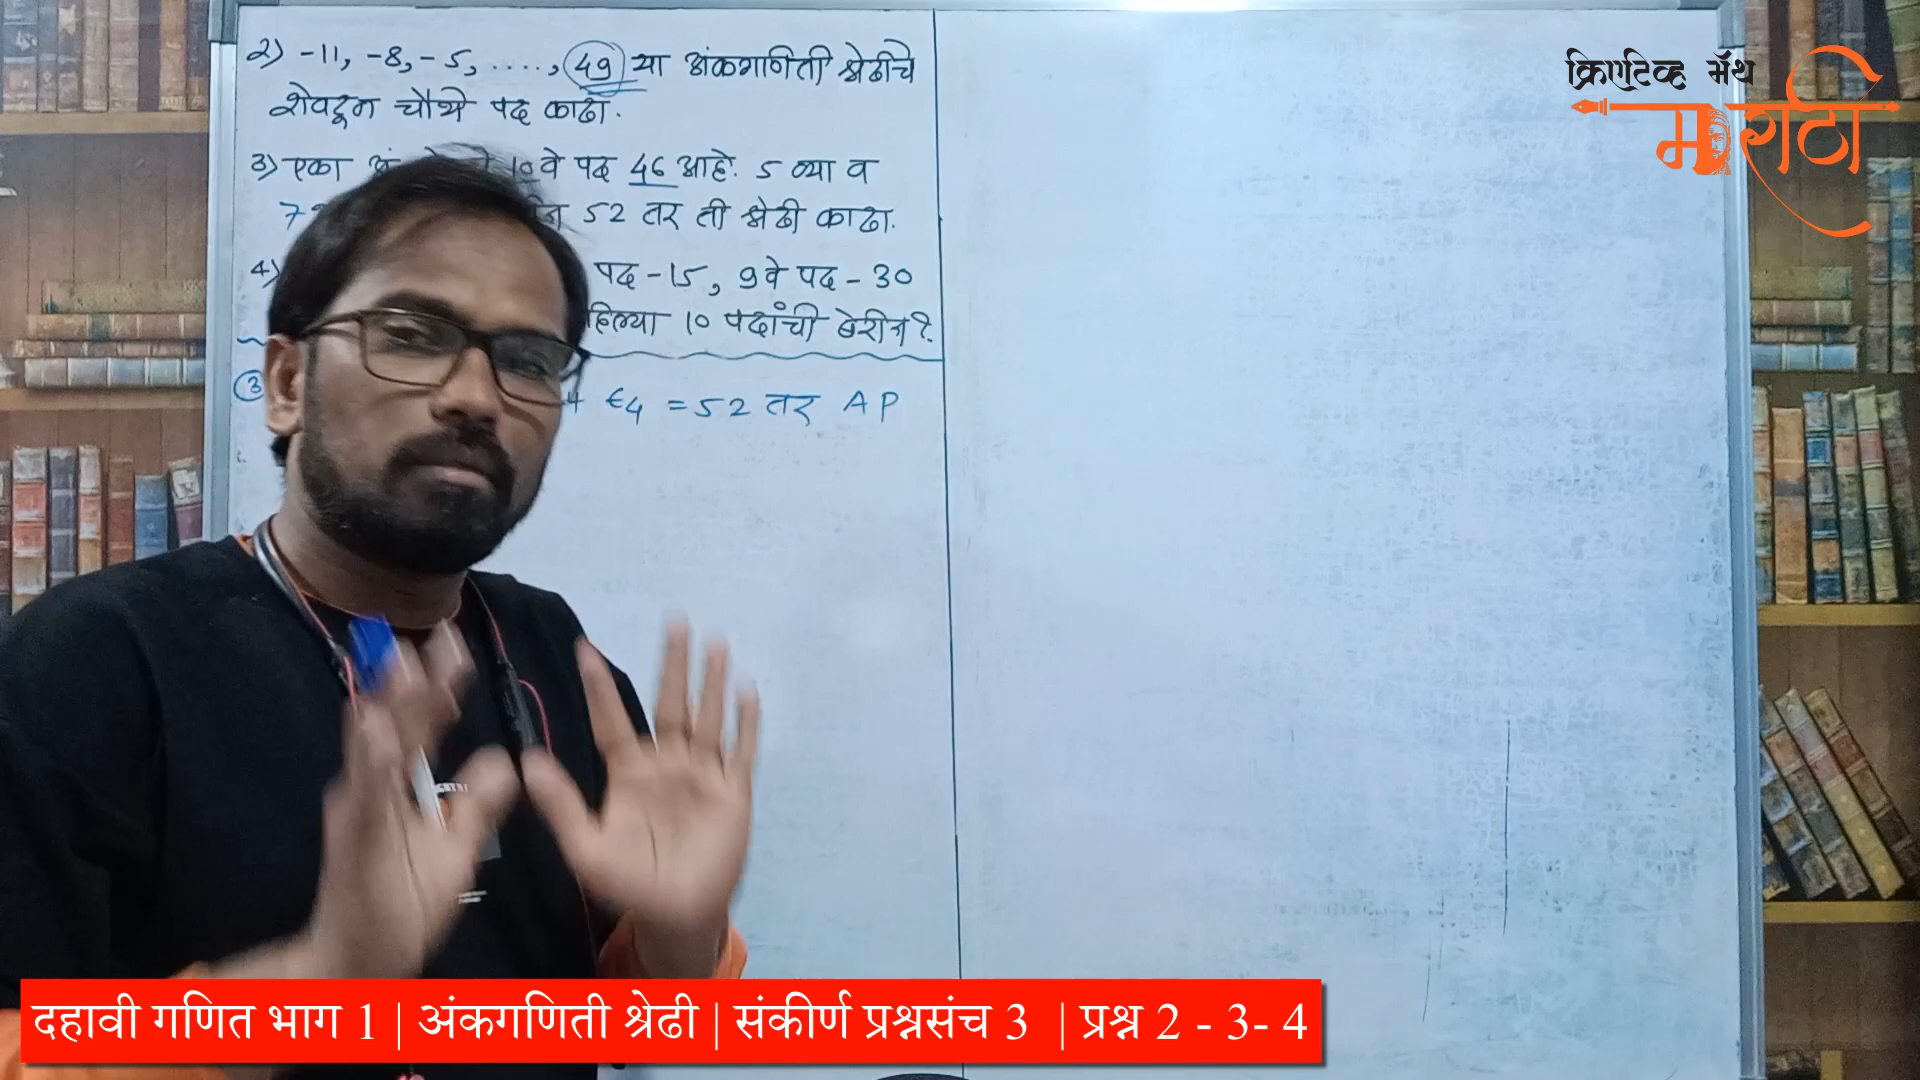 2) -11, -8, -5, ...., 49 या अंकगणिती श्रेढीचे
शेवटून चौथे पद काढा.
3) एका 10 वे पद 46 आहे. 5 व्या व
7 52 तर ती श्रेढी काढा.
4) पद -15, 9 वे पद -30
10 पदांची बेरीज?
3 t4 = 52 तर AP
क्रिएटिव्ह मॅथ
मराठी
दहावी गणित भाग 1 | अंकगणिती श्रेढी | संकीर्ण प्रश्नसंच 3 | प्रश्न 2 - 3- 4